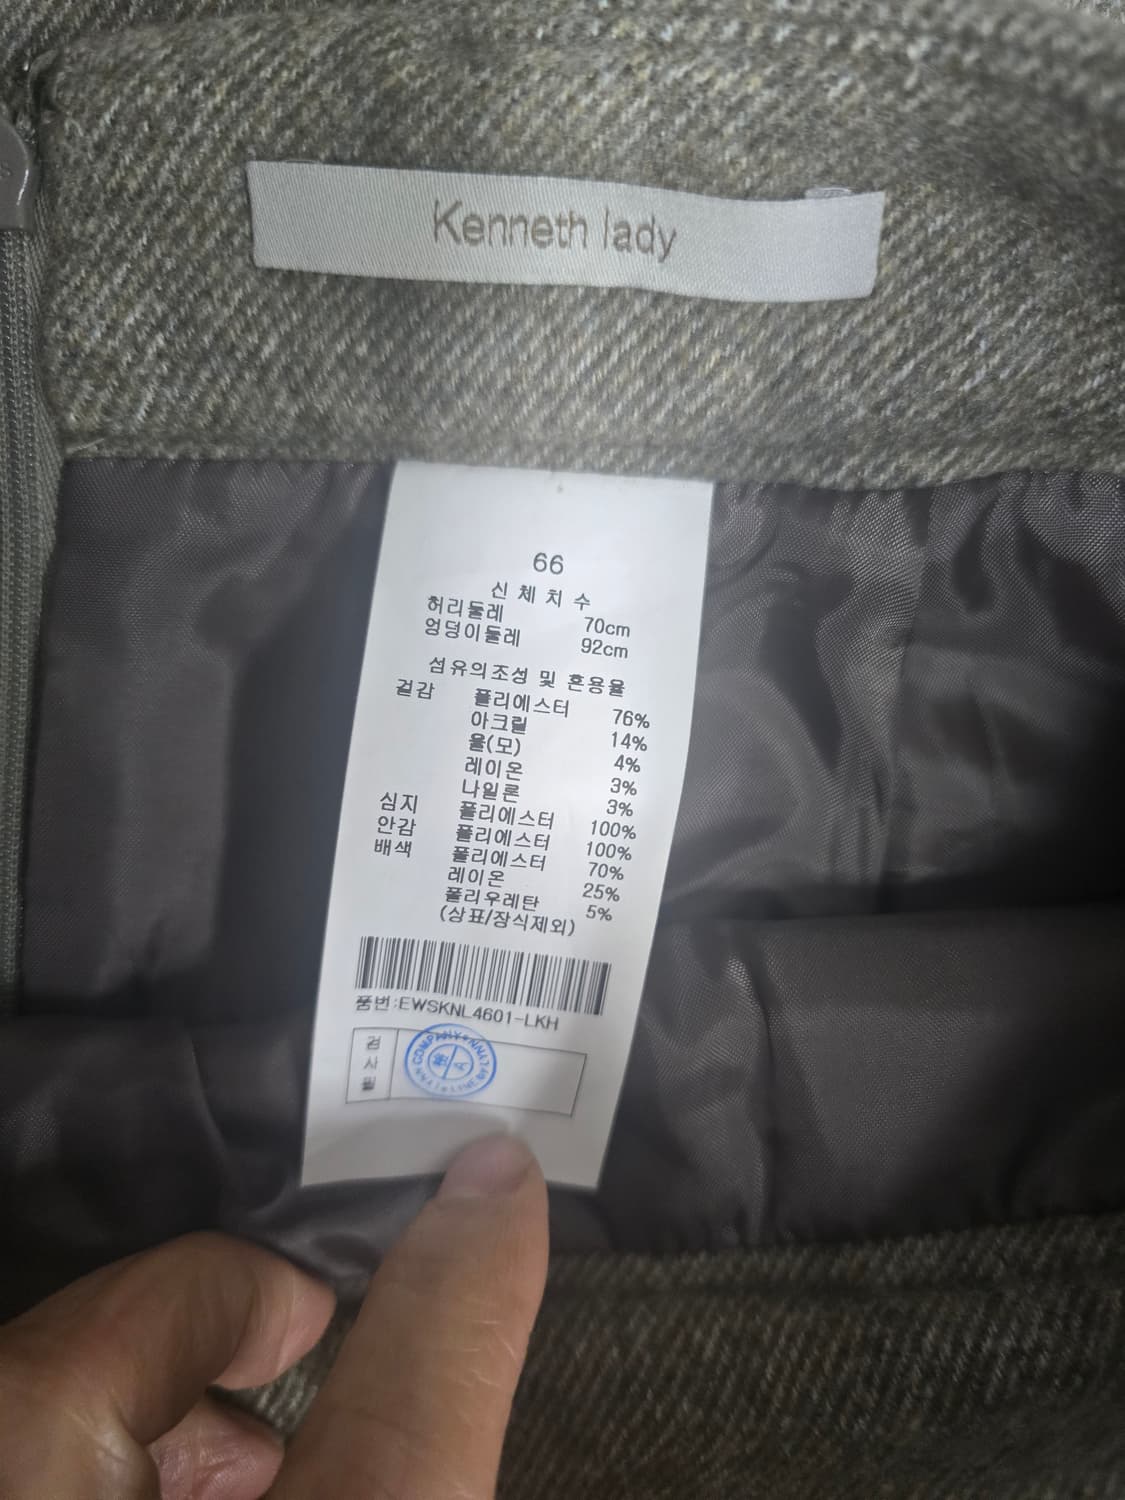 Kenneth lady
66
신 체 치 수
허리둘레 70cm
엉덩이둘레 92cm
섬유의조성 및 혼용율
겉감 폴리에스터 76%
아크릴 14%
울(모) 4%
레이온 3%
나일론 3%
심지 폴리에스터 100%
안감 폴리에스터 100%
배색 폴리에스터 70%
레이온 25%
폴리우레탄 5%
(상표/장식제외)
품번:EWSKNL4601-LKH
검사필
COMPANY